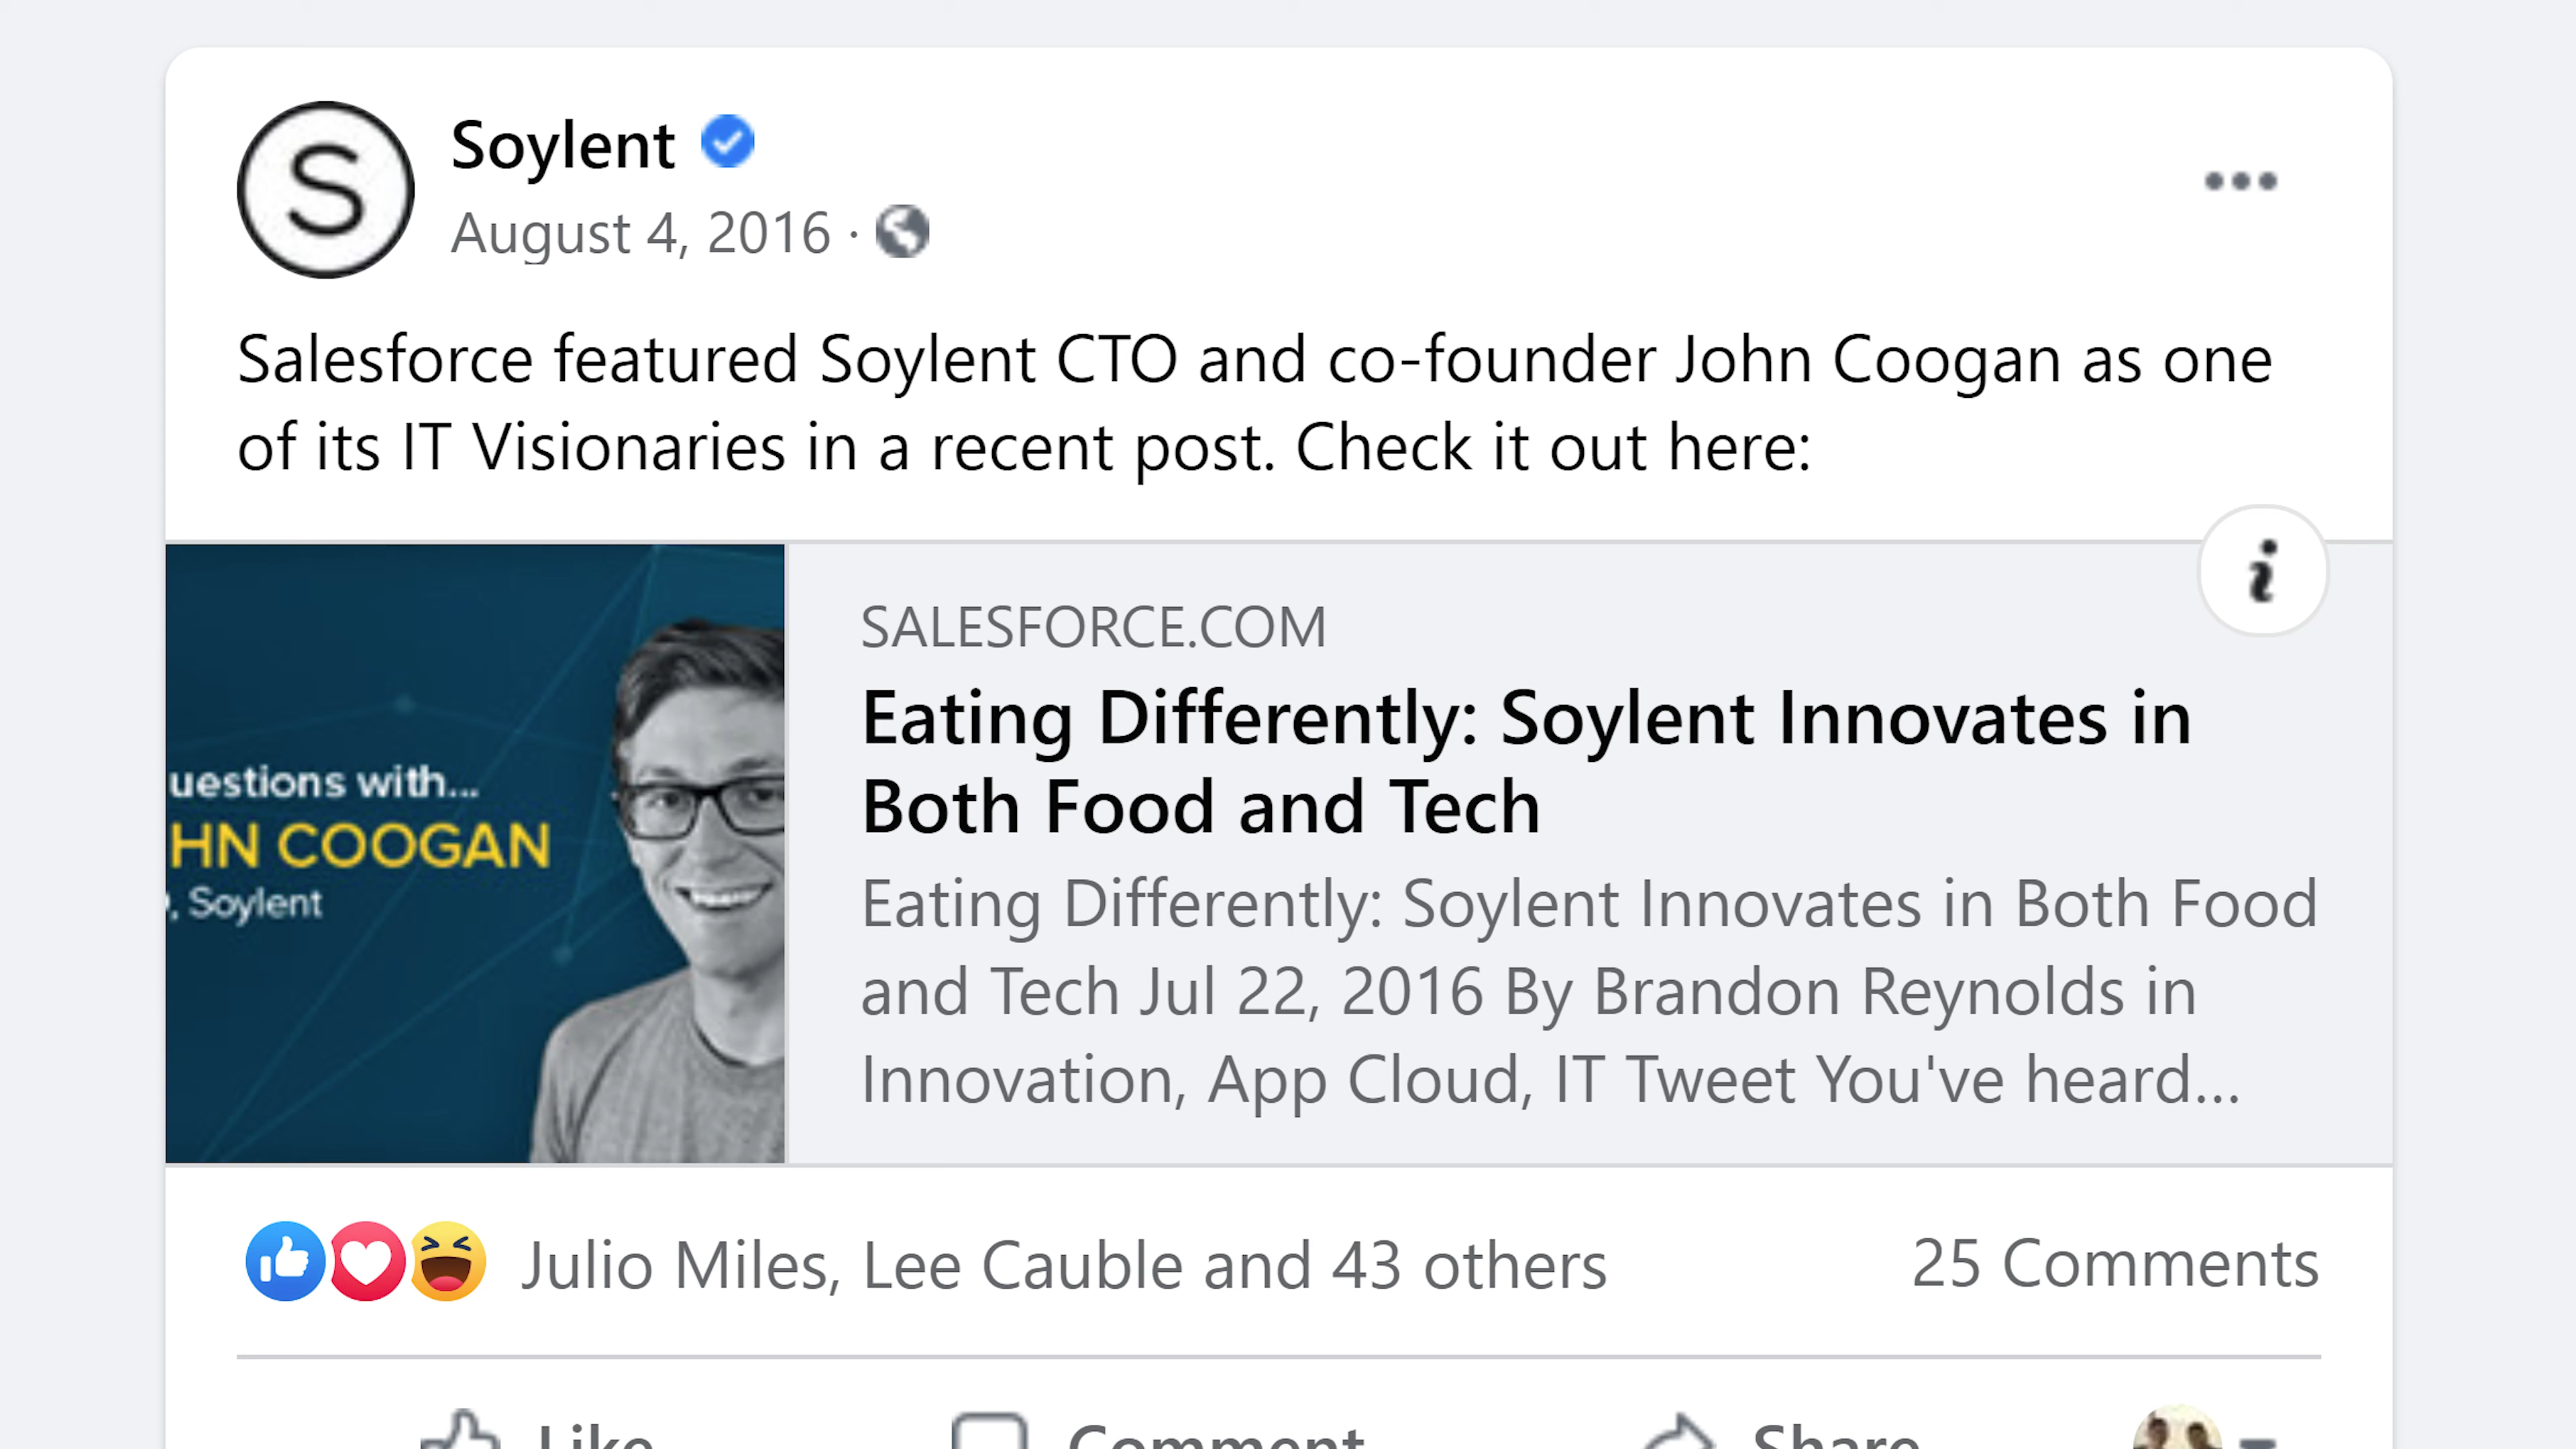 S
Soylent
August 4, 2016 ·
Salesforce featured Soylent CTO and co-founder John Coogan as one
of its IT Visionaries in a recent post. Check it out here:
i
uestions with...
HN COOGAN
, Soylent
SALESFORCE.COM
Eating Differently: Soylent Innovates in
Both Food and Tech
Eating Differently: Soylent Innovates in Both Food
and Tech Jul 22, 2016 By Brandon Reynolds in
Innovation, App Cloud, IT Tweet You've heard...
Julio Miles, Lee Cauble and 43 others
25 Comments
Like
Comment
Share